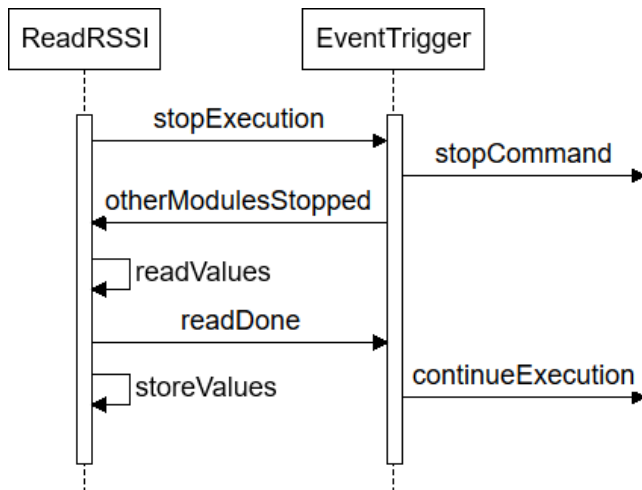 ReadRSSI
EventTrigger
stopExecution
stopCommand
otherModulesStopped
readValues
readDone
storeValues
continueExecution